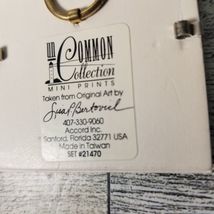 un
Common
Collection
MINI PRINTS
Taken from Original Art by
407-330-9060
Accord Inc.
Sanford, Florida 32771 USA
Made in Taiwan
SET #21470